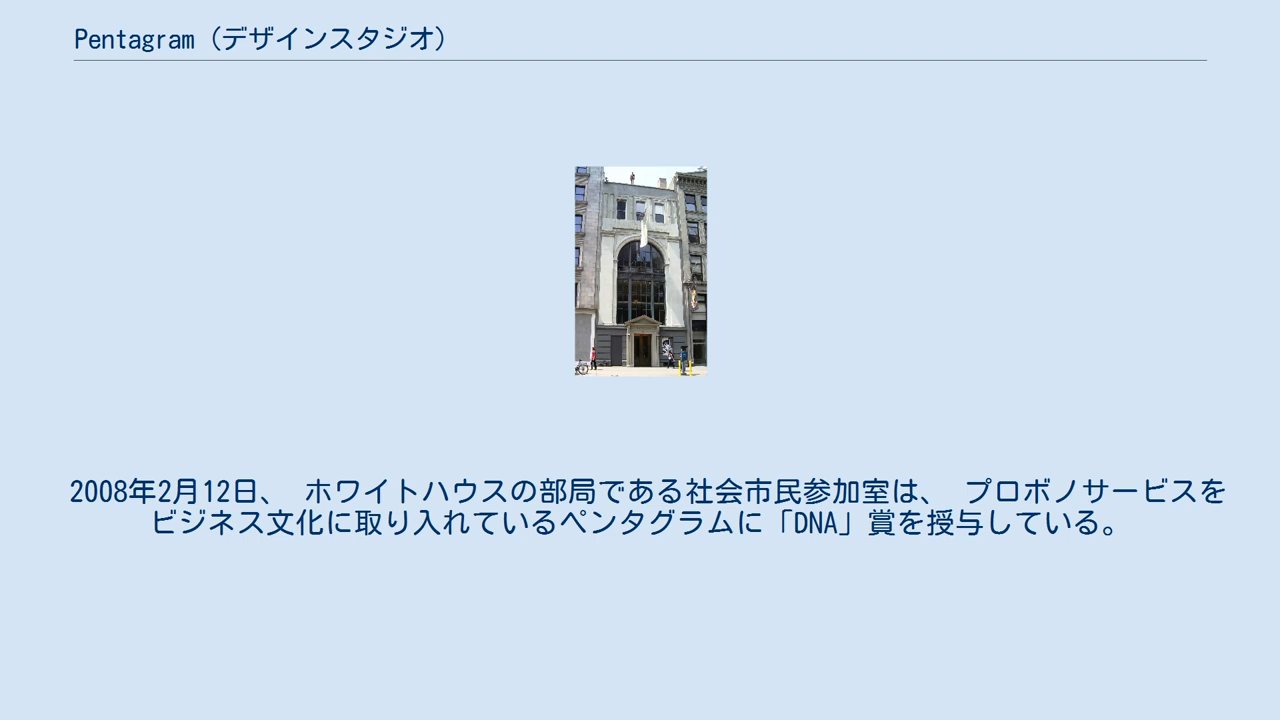 Pentagram（デザインスタジオ）
2008年2月12日、 ホワイトハウスの部局である社会市民参加室は、 プロボノサービスを
ビジネス文化に取り入れているペンタグラムに「DNA」賞を授与している。